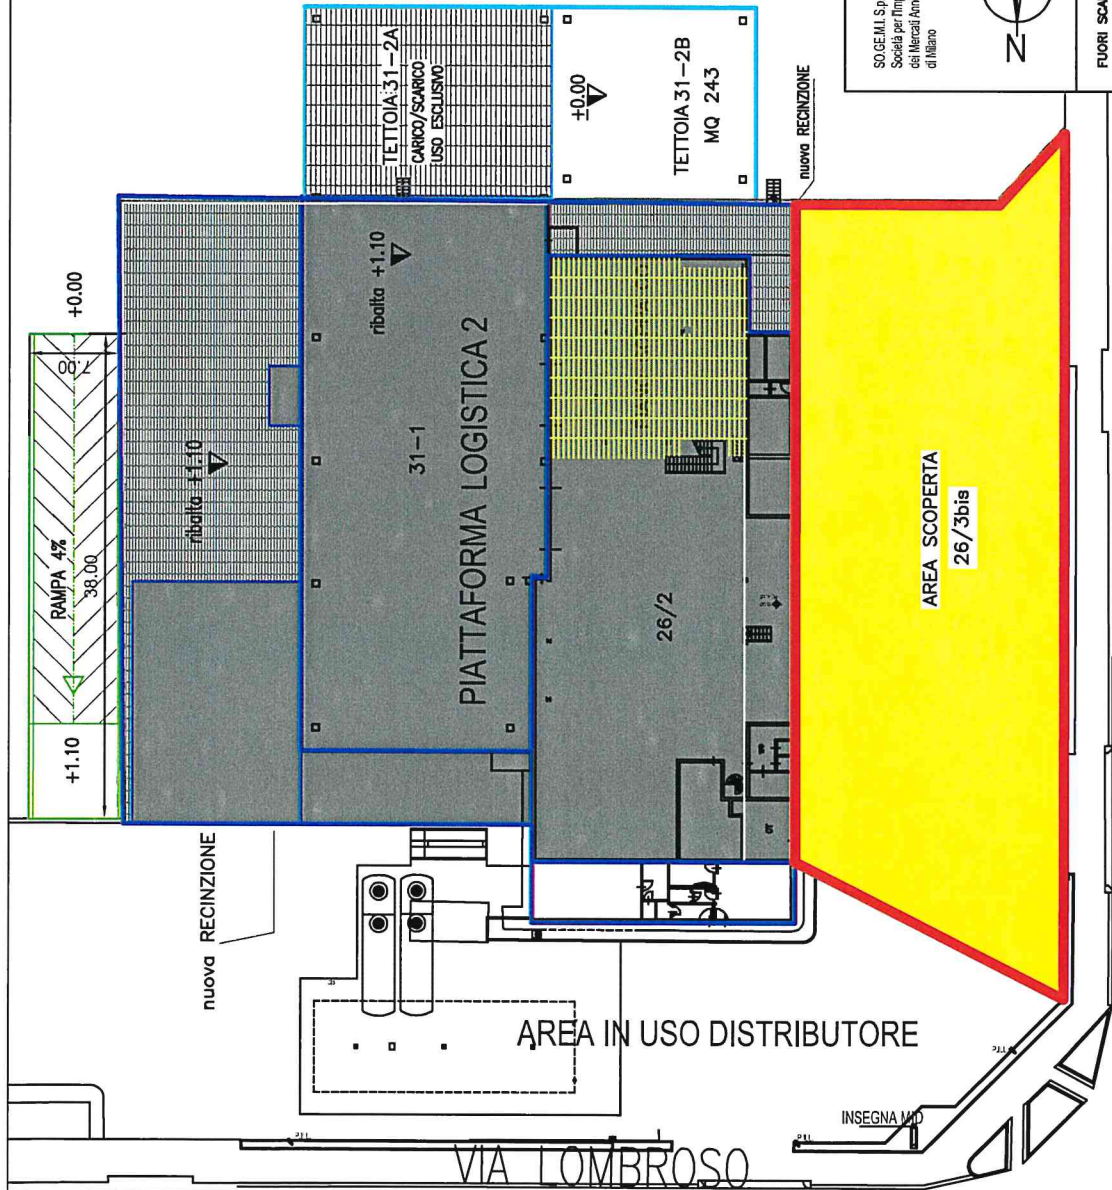 SO.GE.M.I. S.p
Società per l'Imp
dei Mercati Ann
di Milano
N
FUORI SCA
TETTOIA 31-2A
CARICO/SCARICO
USO ESCLUSIVO
±0.00
TETTOIA 31-2B
MQ 243
nuova RECINZIONE
+0.00
7.00
RAMPA 4%
38.00
+1.10
ribalta +1.10
ribalta +1.10
31-1
PIATTAFORMA LOGISTICA 2
26/2
AREA SCOPERTA
26/3bis
nuova RECINZIONE
AREA IN USO DISTRIBUTORE
INSEGNA MD
VIA LOMBROSO